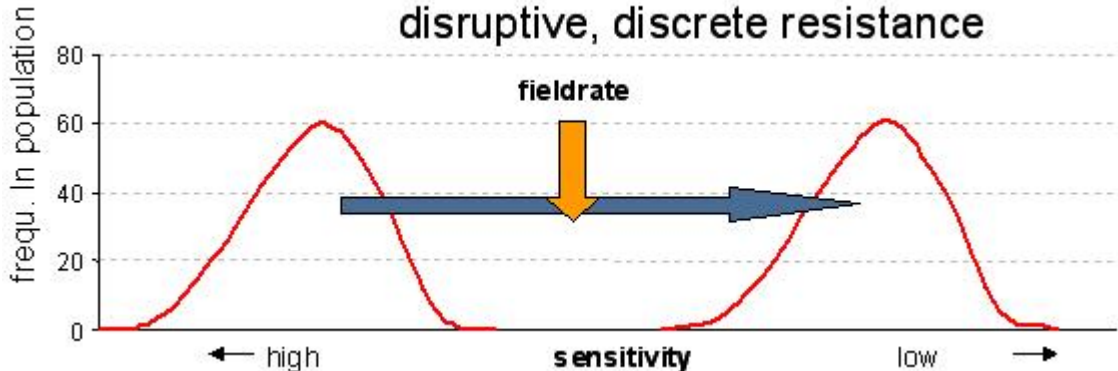 disruptive, discrete resistance
frequ. In population
80
fieldrate
60
40
20
0
high sensitivity low